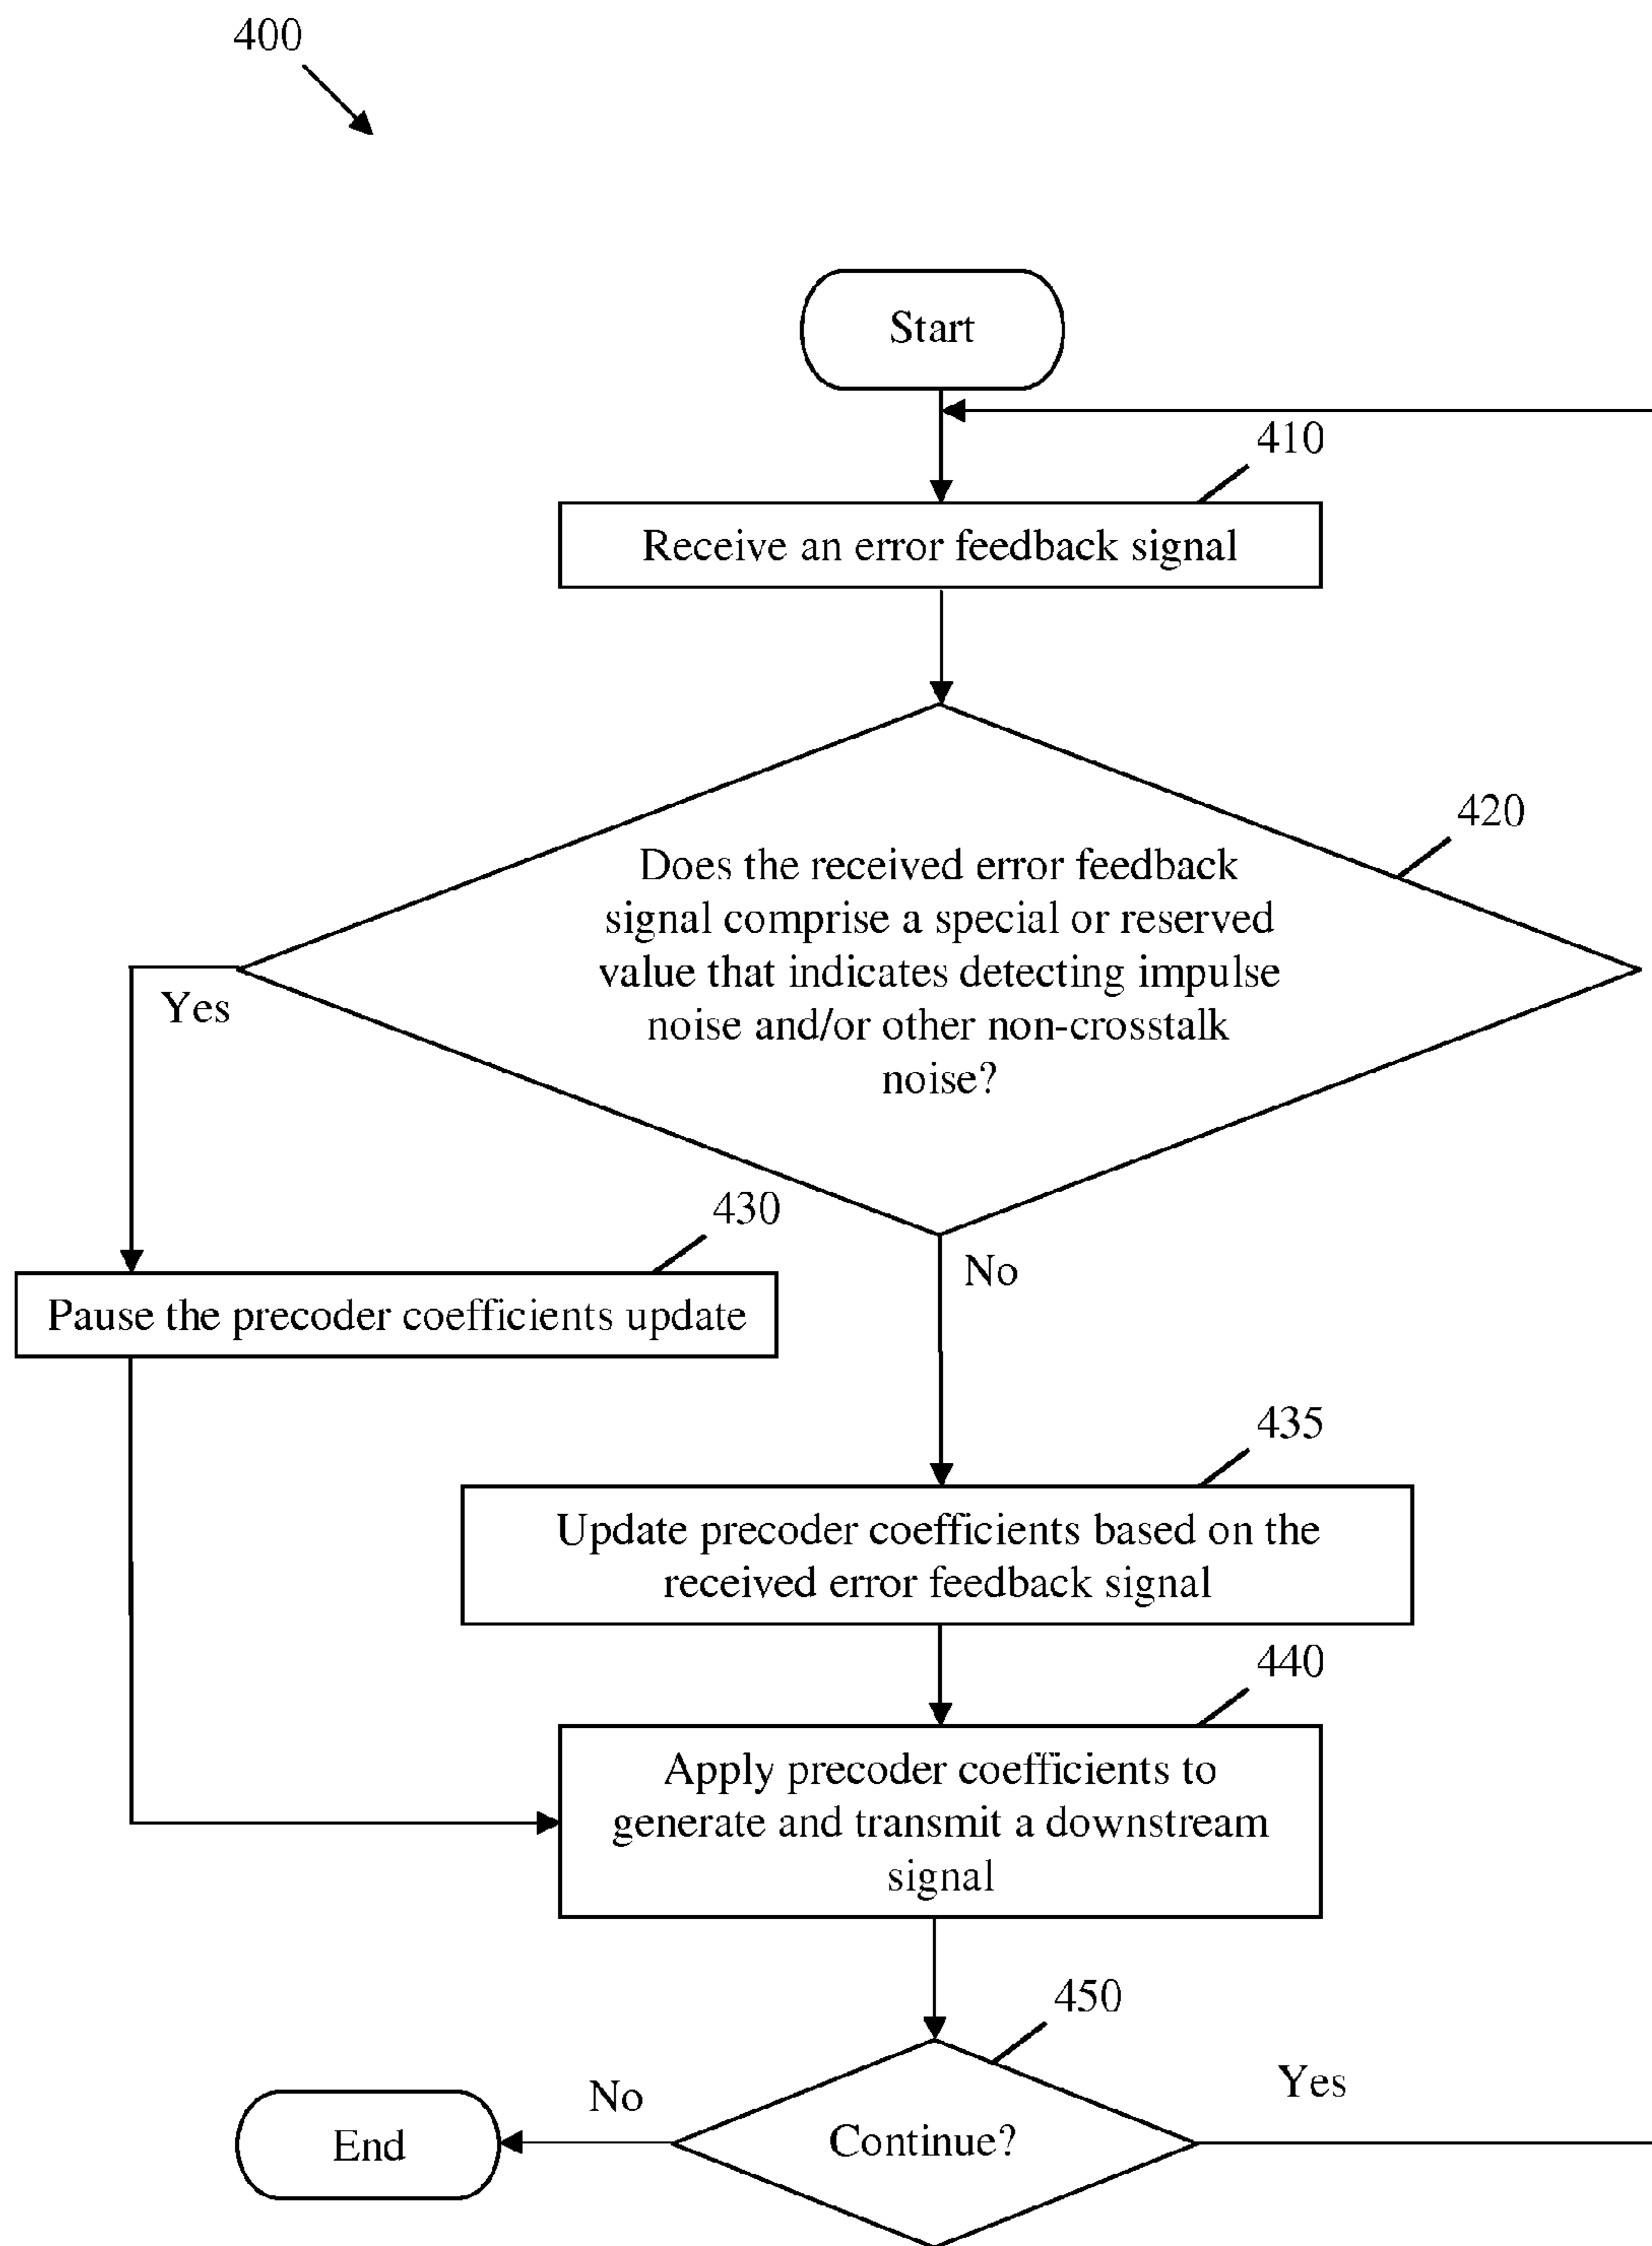 400
Start
410
Receive an error feedback signal
420
Does the received error feedback
signal comprise a special or reserved
value that indicates detecting impulse
noise and/or other non-crosstalk
noise?
Yes
430
No
Pause the precoder coefficients update
435
Update precoder coefficients based on the
received error feedback signal
440
Apply precoder coefficients to
generate and transmit a downstream
signal
450
No
Yes
End
Continue?